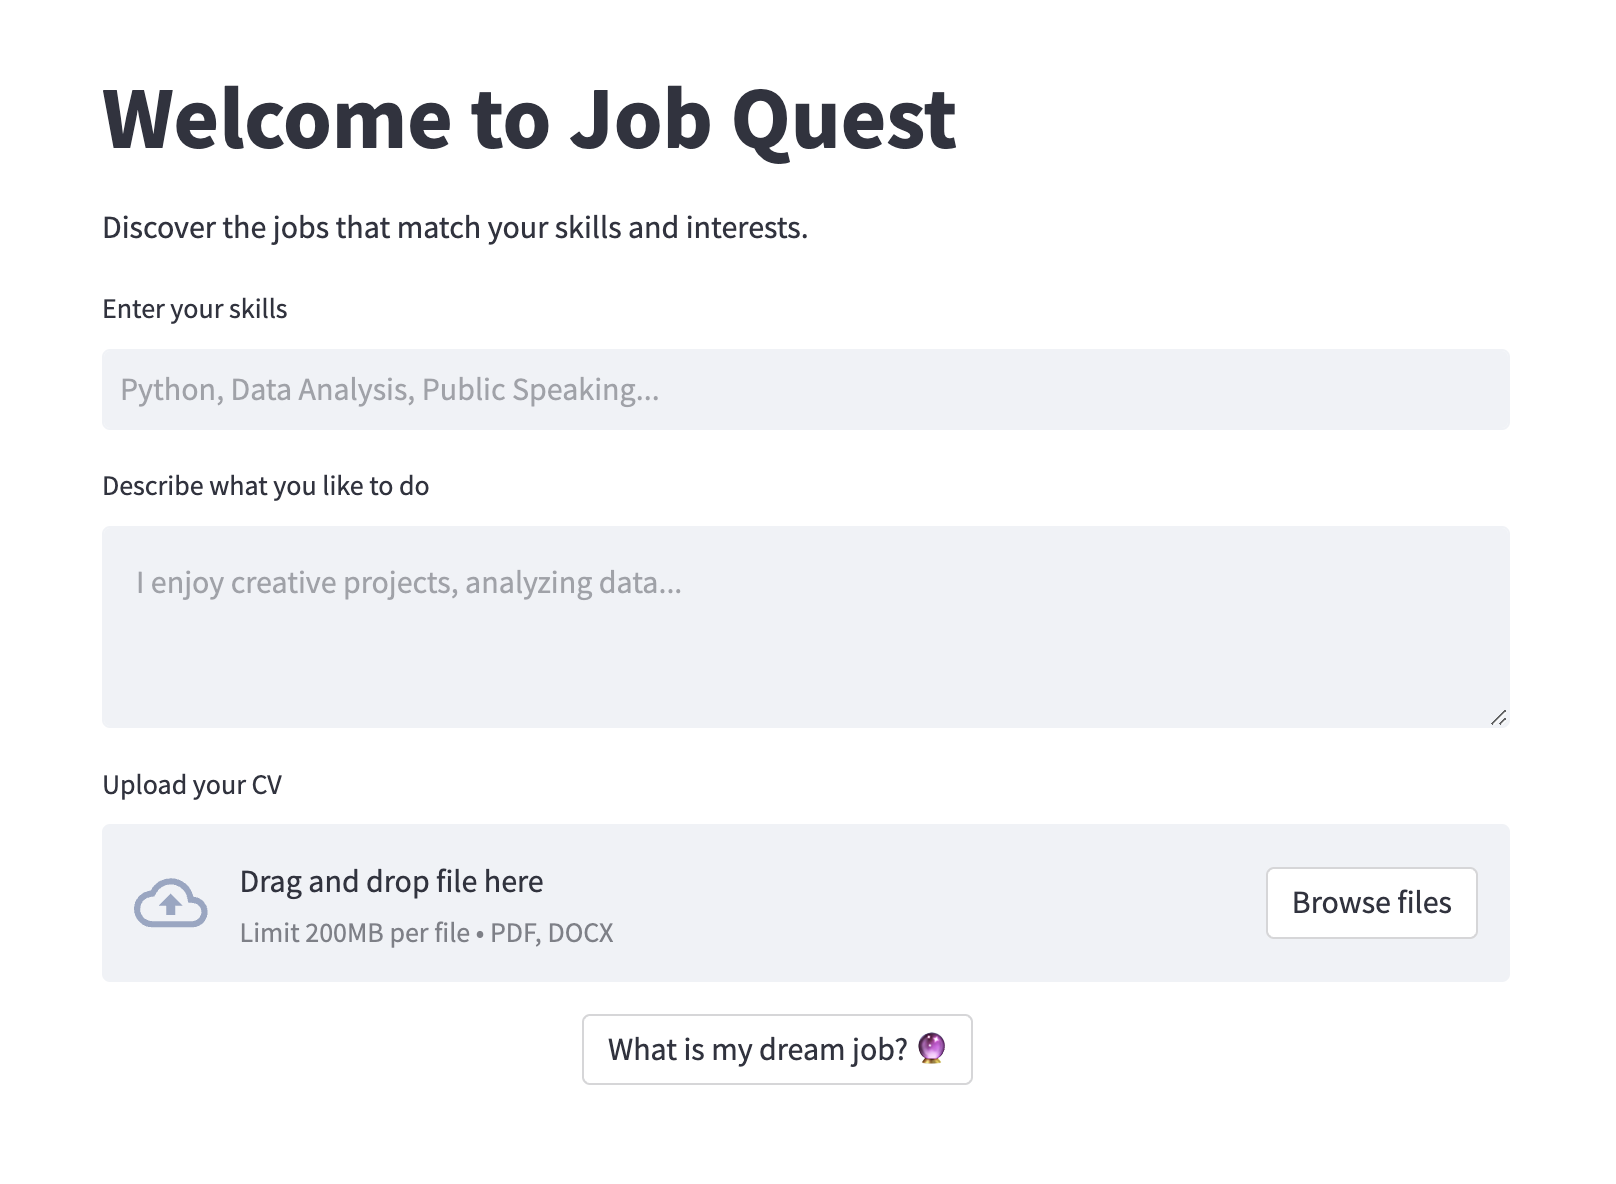 Welcome to Job Quest
Discover the jobs that match your skills and interests.
Enter your skills
Python, Data Analysis, Public Speaking...
Describe what you like to do
I enjoy creative projects, analyzing data...
Upload your CV
Drag and drop file here
Limit 200MB per file • PDF, DOCX
Browse files
What is my dream job? 🔮